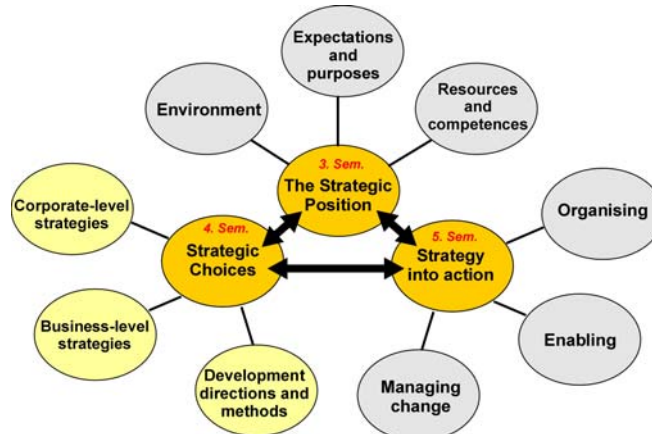 Expectations
and
purposes
Environment
Resources
and
competences
3. Sem.
The Strategic
Position
Corporate-level
strategies
4. Sem.
Strategic
Choices
5. Sem.
Strategy
into action
Organising
Business-level
strategies
Development
directions and
methods
Managing
change
Enabling